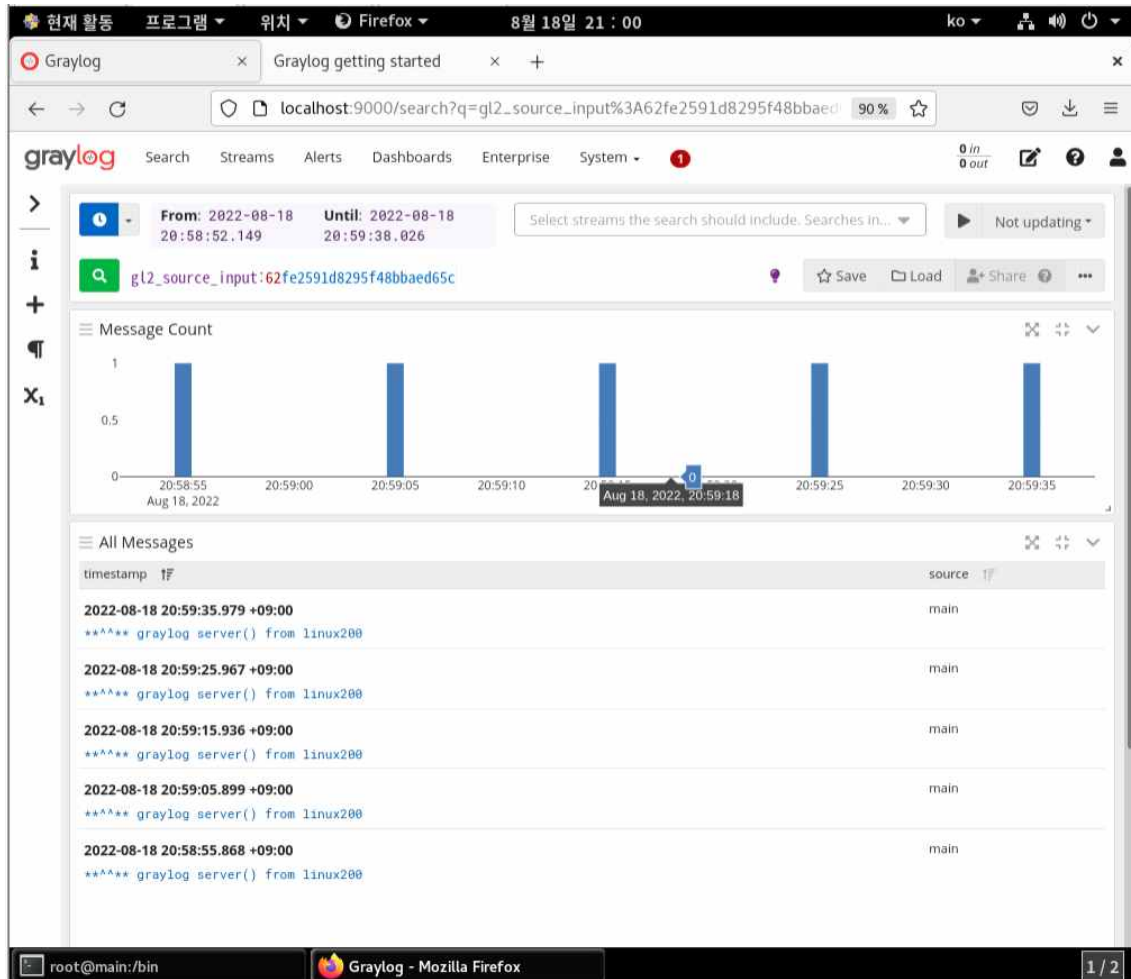 현재 활동 프로그램 위치 Firefox 8월 18일 21 : 00 ko
Graylog × Graylog getting started × + ×
localhost:9000/search?q=gl2_source_input%3A62fe2591d8295f48bbaed 90 %
graylog Search Streams Alerts Dashboards Enterprise System 1 0 in
0 out
From: 2022-08-18 Until: 2022-08-18 Select streams the search should include. Searches in... Not updating
20:58:52.149 20:59:38.026
gl2_source_input:62fe2591d8295f48bbaed65c Save Load Share
Message Count
1
0.5
0
20:58:55 20:59:00 20:59:05 20:59:10 20:59:25 20:59:30 20:59:35
Aug 18, 2022
0
Aug 18, 2022, 20:59:18
All Messages
timestamp source
2022-08-18 20:59:35.979 +09:00 main
**^^** graylog server() from linux200
2022-08-18 20:59:25.967 +09:00 main
**^^** graylog server() from linux200
2022-08-18 20:59:15.936 +09:00 main
**^^** graylog server() from linux200
2022-08-18 20:59:05.899 +09:00 main
**^^** graylog server() from linux200
2022-08-18 20:58:55.868 +09:00 main
**^^** graylog server() from linux200
root@main:/bin Graylog - Mozilla Firefox 1 / 2